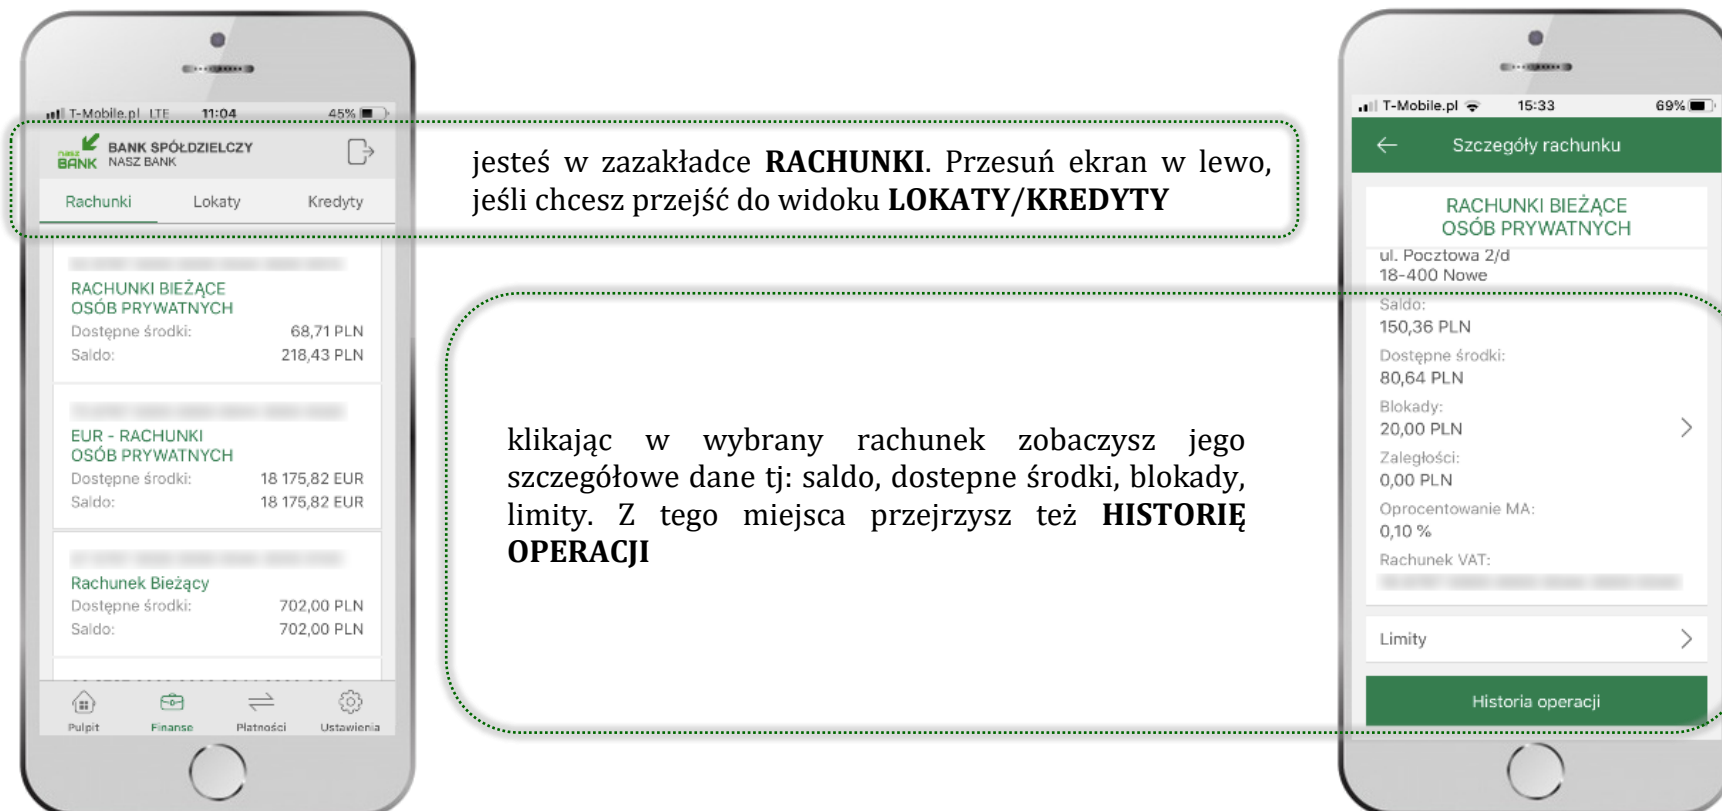 T-Mobile.pl LTE 11:04 45%
nasz BANK
BANK SPÓŁDZIELCZY
NASZ BANK
Rachunki Lokaty Kredyty
RACHUNKI BIEŻĄCE
OSÓB PRYWATNYCH
Dostępne środki: 68,71 PLN
Saldo: 218,43 PLN
EUR - RACHUNKI
OSÓB PRYWATNYCH
Dostępne środki: 18 175,82 EUR
Saldo: 18 175,82 EUR
Rachunek Bieżący
Dostępne środki: 702,00 PLN
Saldo: 702,00 PLN
Pulpit Finanse Płatności Ustawienia
jesteś w zazakładce RACHUNKI. Przesuń ekran w lewo,
jeśli chcesz przejść do widoku LOKATY/KREDYTY
klikając w wybrany rachunek zobaczysz jego
szczegółowe dane tj: saldo, dostepne środki, blokady,
limity. Z tego miejsca przejrzysz też HISTORIĘ
OPERACJI
T-Mobile.pl 15:33 69%
Szczegóły rachunku
RACHUNKI BIEŻĄCE
OSÓB PRYWATNYCH
ul. Pocztowa 2/d
18-400 Nowe
Saldo:
150,36 PLN
Dostępne środki:
80,64 PLN
Blokady:
20,00 PLN
Zaległości:
0,00 PLN
Oprocentowanie MA:
0,10 %
Rachunek VAT:
Limity
Historia operacji